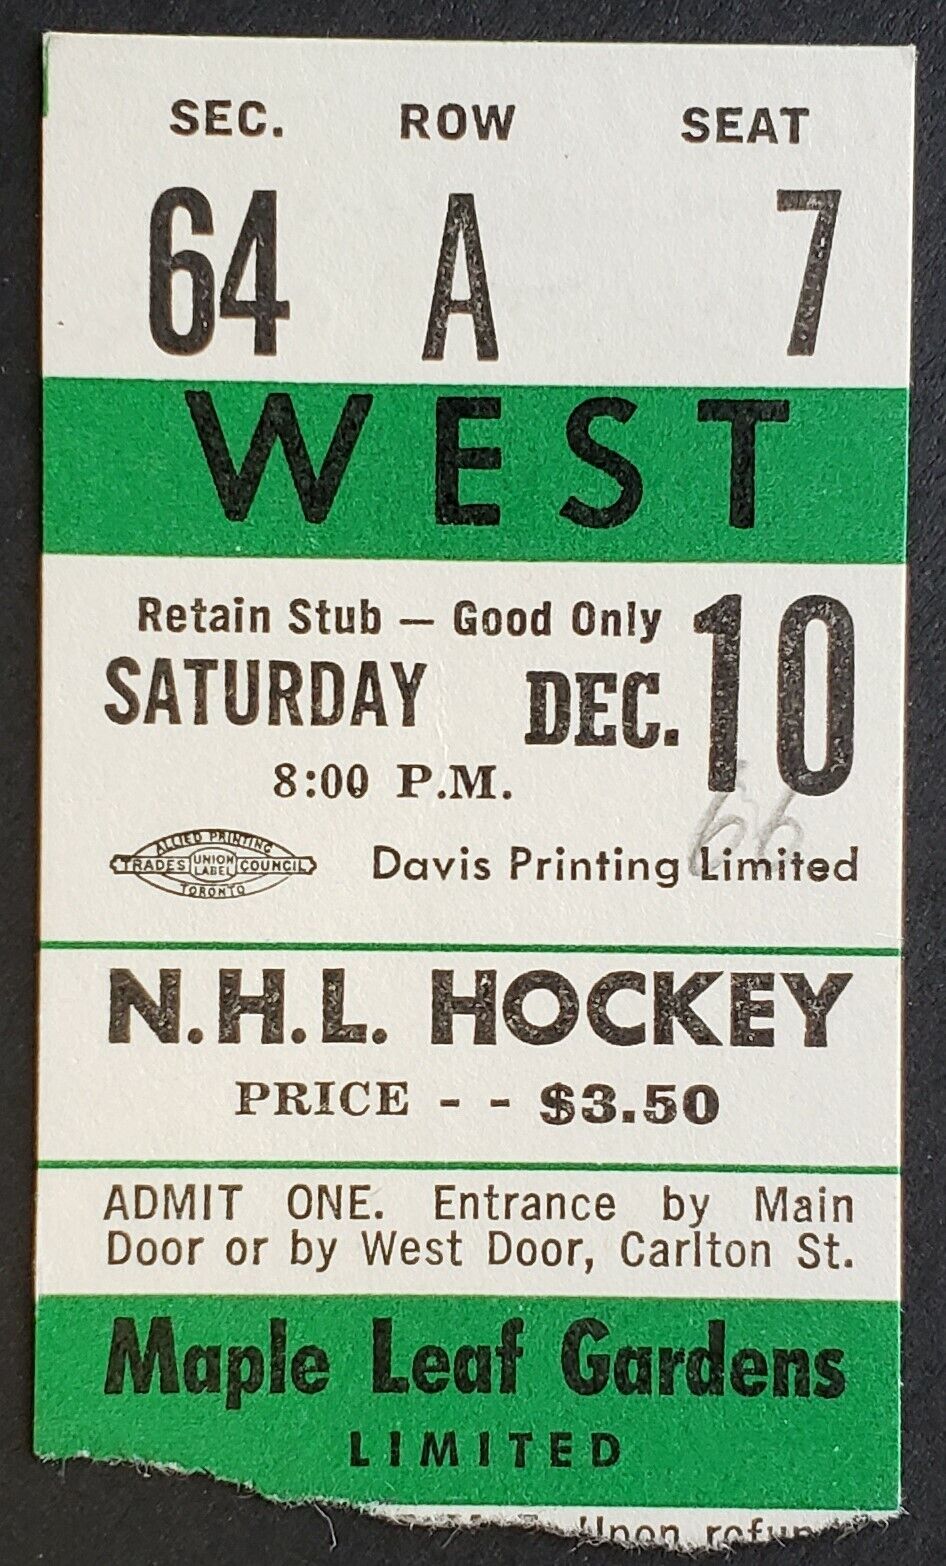 SEC. ROW SEAT
64 A 7
WEST
Retain Stub — Good Only
SATURDAY DEC. 10
8:00 P.M.
66
ALLIED PRINTING
TRADES UNION LABEL COUNCIL
TORONTO
Davis Printing Limited
N.H.L. HOCKEY
PRICE - - $3.50
ADMIT ONE. Entrance by Main
Door or by West Door, Carlton St.
Maple Leaf Gardens
LIMITED
Upon